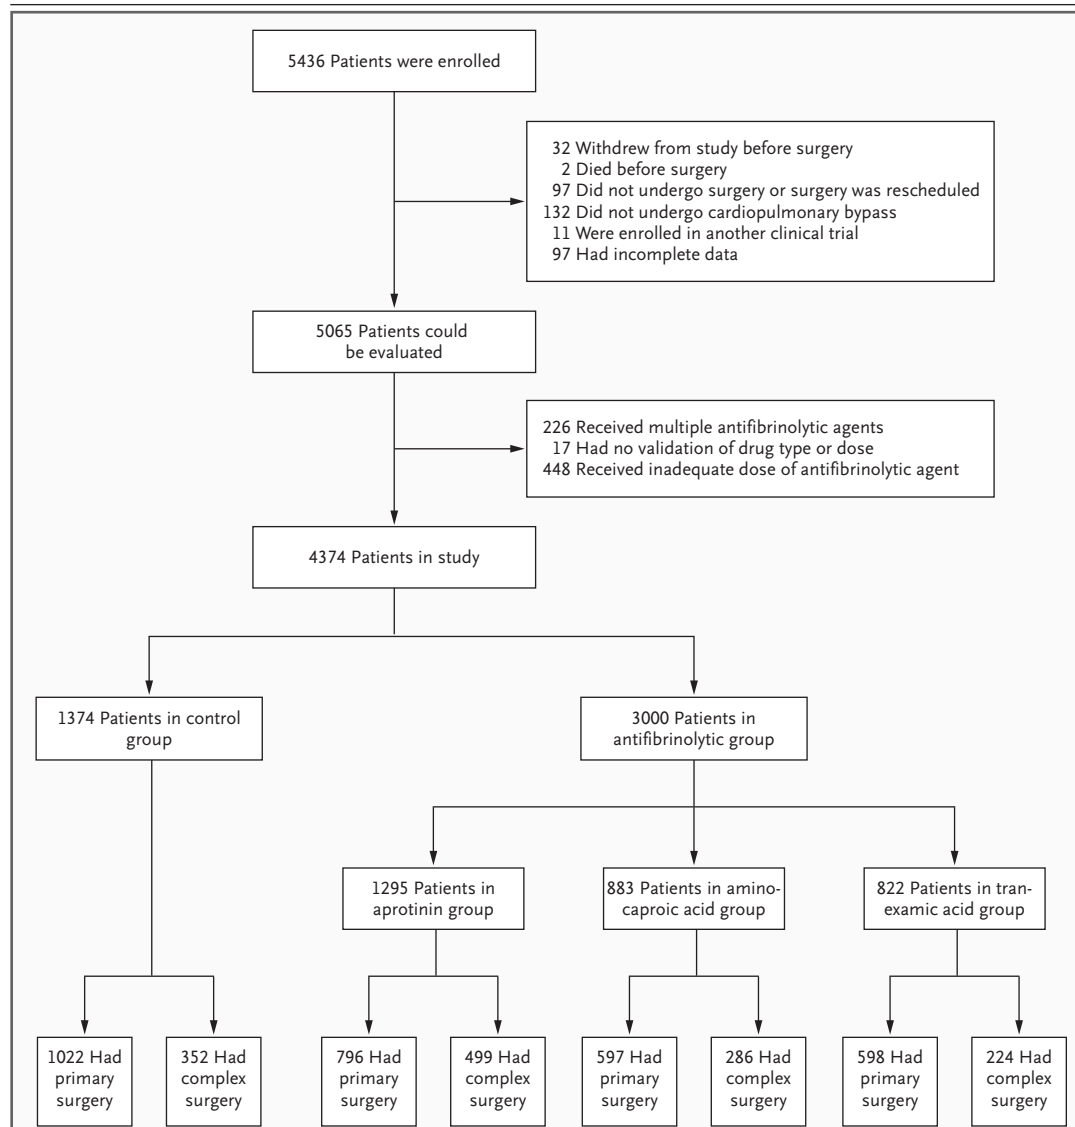 5436 Patients were enrolled
32 Withdrew from study before surgery
2 Died before surgery
97 Did not undergo surgery or surgery was rescheduled
132 Did not undergo cardiopulmonary bypass
11 Were enrolled in another clinical trial
97 Had incomplete data
5065 Patients could
be evaluated
226 Received multiple antifibrinolytic agents
17 Had no validation of drug type or dose
448 Received inadequate dose of antifibrinolytic agent
4374 Patients in study
1374 Patients in control
group
3000 Patients in
antifibrinolytic group
1295 Patients in
aprotinin group
883 Patients in amino-
caproic acid group
822 Patients in tran-
examic acid group
1022 Had
primary
surgery
352 Had
complex
surgery
796 Had
primary
surgery
499 Had
complex
surgery
597 Had
primary
surgery
286 Had
complex
surgery
598 Had
primary
surgery
224 Had
complex
surgery